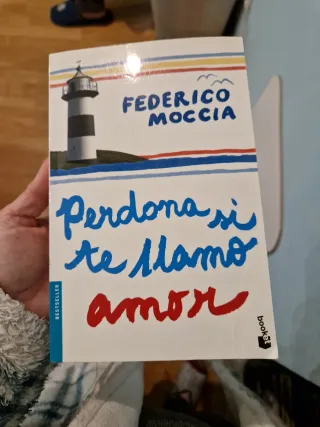 FEDERICO
MOCCIA
Perdona si
te llamo
amor
BESTSELLER
booket